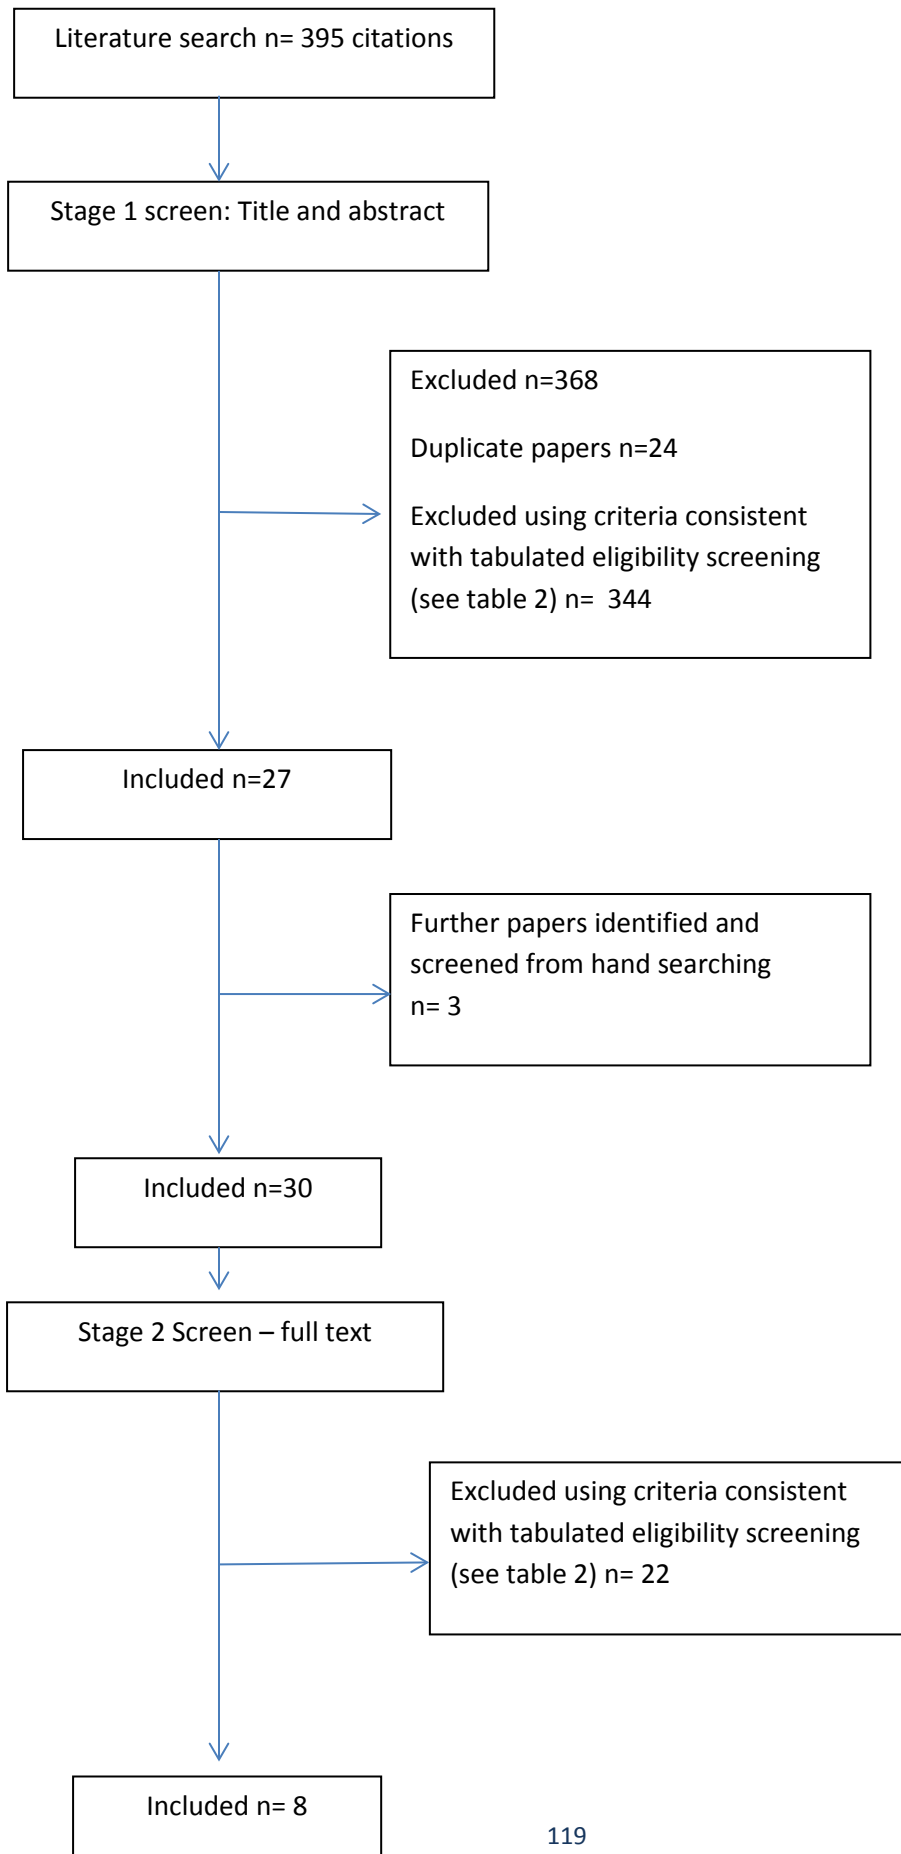 Literature search n= 395 citations
Stage 1 screen: Title and abstract
Excluded n=368
Duplicate papers n=24
Excluded using criteria consistent
with tabulated eligibility screening
(see table 2) n=  344
Included n=27
Further papers identified and
screened from hand searching
n= 3
Included n=30
Stage 2 Screen – full text
Excluded using criteria consistent
with tabulated eligibility screening
(see table 2) n= 22
Included n= 8
119